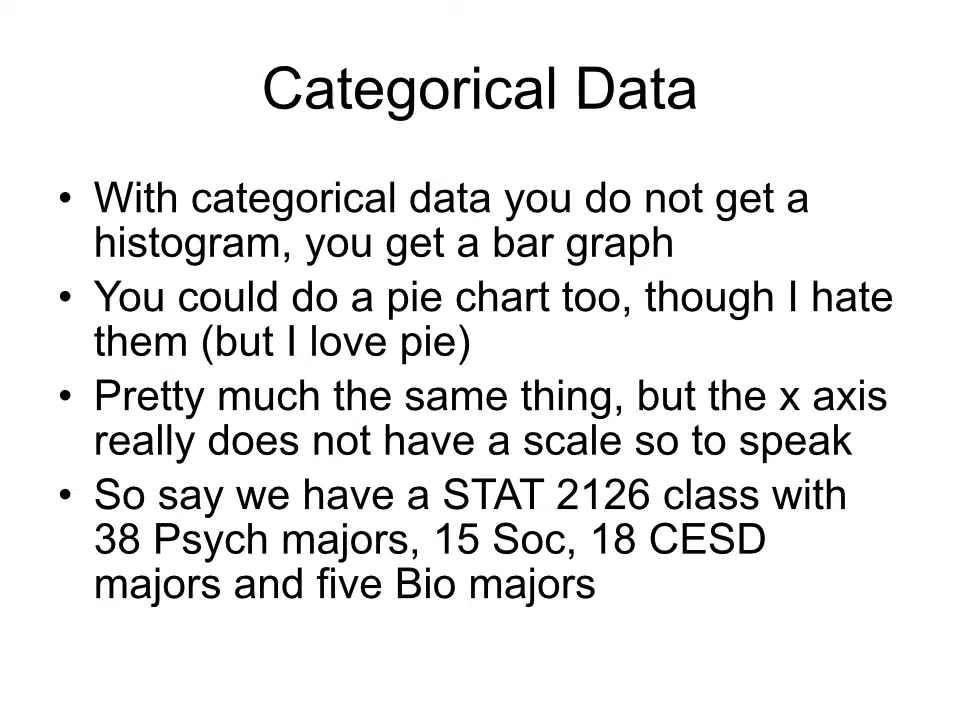 Categorical Data
• With categorical data you do not get a
histogram, you get a bar graph
• You could do a pie chart too, though I hate
them (but I love pie)
• Pretty much the same thing, but the x axis
really does not have a scale so to speak
• So say we have a STAT 2126 class with
38 Psych majors, 15 Soc, 18 CESD
majors and five Bio majors